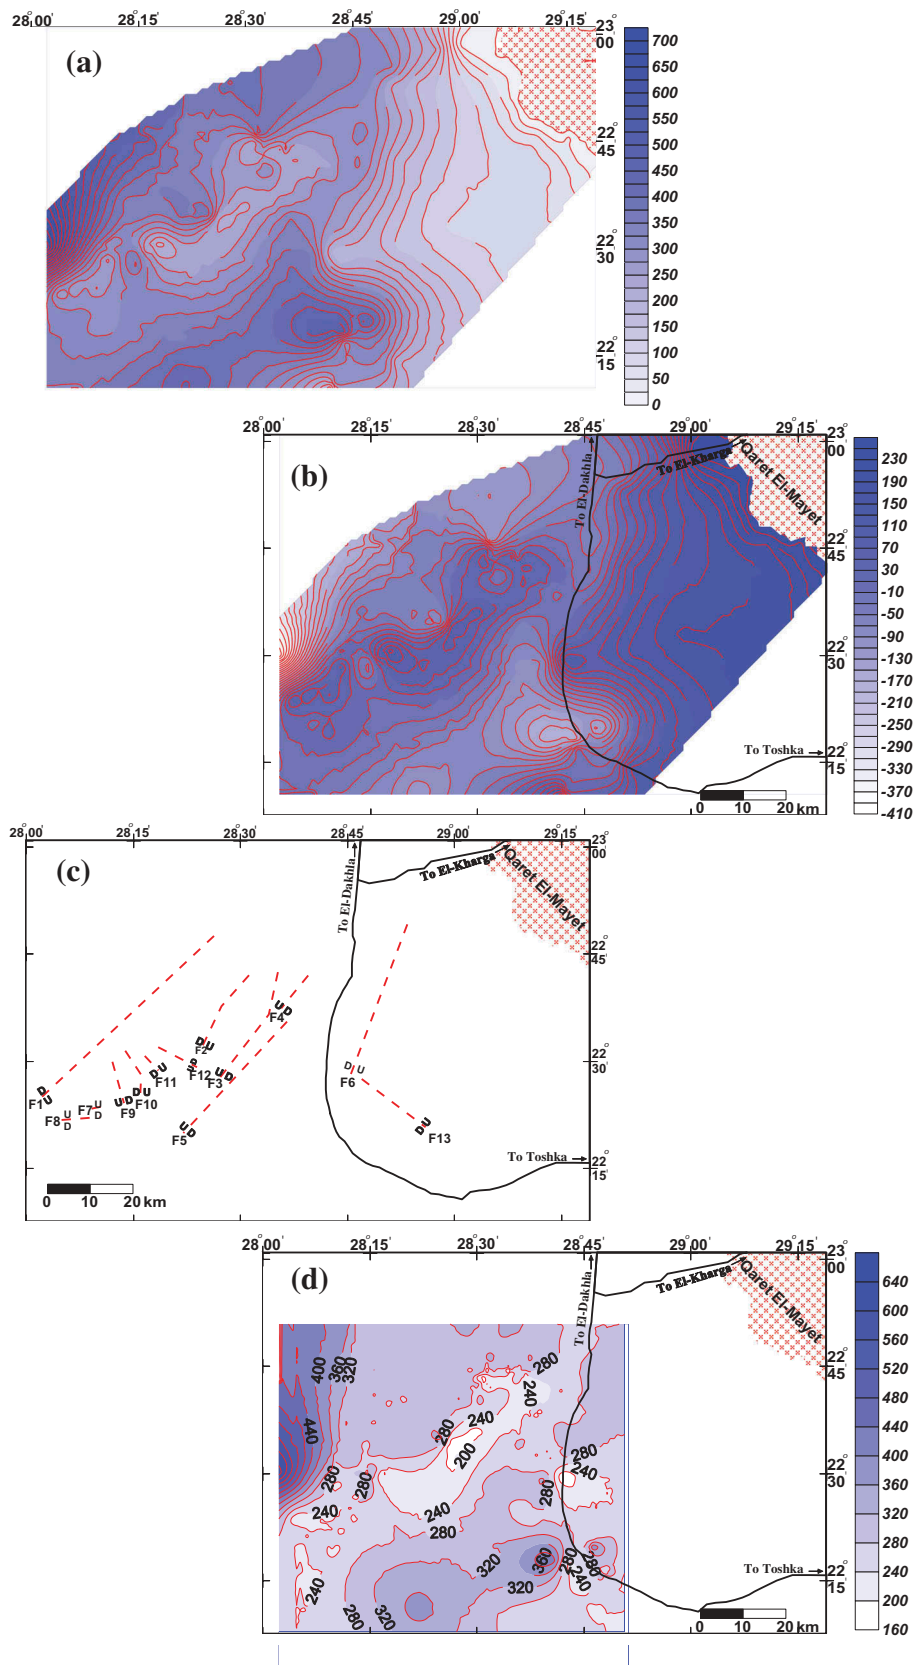 28°00' 28°15' 28°30' 28°45' 29°00' 29°15'
(a)
23° 00'
22° 45'
22° 30'
22° 15'
700
650
600
550
500
450
400
350
300
250
200
150
100
50
0
28°00' 28°15' 28°30' 28°45' 29°00' 29°15'
(b)
To El-Dakhla
To El-Kharga
Qaret El-Mayet
23° 00'
22° 45'
22° 30'
22° 15'
To Toshka
0 10 20 km
230
190
150
110
70
30
-10
-50
-90
-130
-170
-210
-250
-290
-330
-370
-410
28°00' 28°15' 28°30' 28°45' 29°00' 29°15'
(c)
To El-Dakhla
To El-Kharga
Qaret El-Mayet
23° 00'
22° 45'
22° 30'
22° 15'
U D
F4
D U
F2
D U
F11
D
F12
U D
F3
D U
F6
D
U
F1
U
D
F8
U
D
F7
U D
F9
D U
F10
U
D
F5
U
D
F13
To Toshka
0 10 20 km
28°00' 28°15' 28°30' 28°45' 29°00' 29°15'
(d)
To El-Dakhla
To El-Kharga
Qaret El-Mayet
23° 00'
22° 45'
22° 30'
22° 15'
400 360 320
280
240
440
280
240
200
280
240
280
280
280
240
240
280
320
360
280
280
240
320
240
280
320
To Toshka
0 10 20 km
640
600
560
520
480
440
400
360
320
280
240
200
160